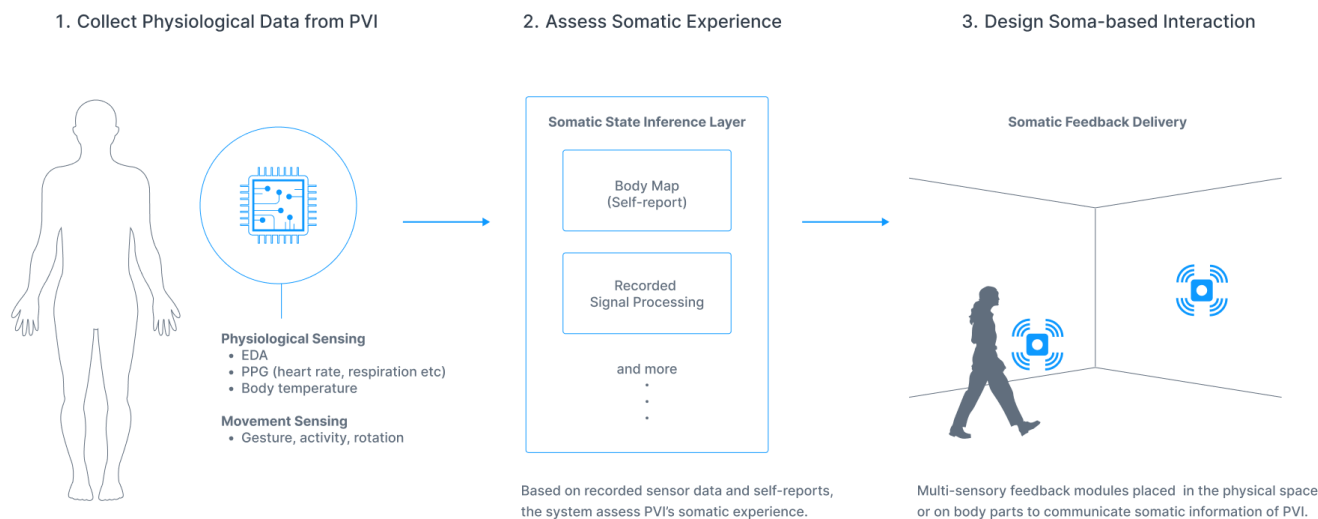 1. Collect Physiological Data from PVI
Physiological Sensing
• EDA
• PPG (heart rate, respiration etc)
• Body temperature
Movement Sensing
• Gesture, activity, rotation
2. Assess Somatic Experience
Somatic State Inference Layer
Body Map
(Self-report)
Recorded
Signal Processing
and more
Based on recorded sensor data and self-reports,
the system assess PVI’s somatic experience.
3. Design Soma-based Interaction
Somatic Feedback Delivery
Multi-sensory feedback modules placed in the physical space
or on body parts to communicate somatic information of PVI.